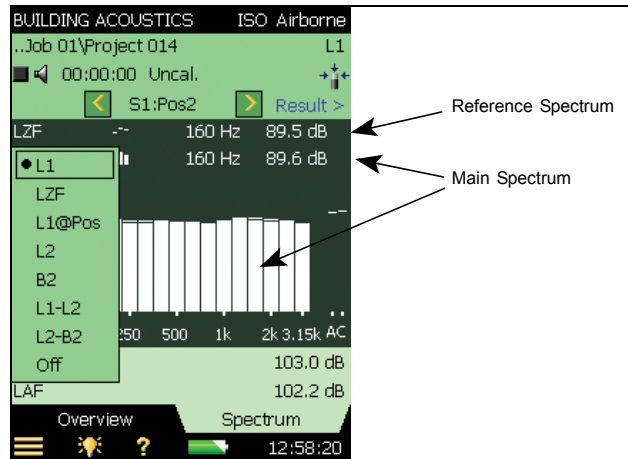 BUILDING ACOUSTICS ISO Airborne
..Job 01\Project 014 L1
00:00:00 Uncal.
< S1:Pos2 > Result >
LZF 160 Hz 89.5 dB
160 Hz 89.6 dB
L1
LZF
L1@Pos
L2
B2
L1-L2
L2-B2
Off
250 500 1k 2k 3.15k AC
103.0 dB
LAF 102.2 dB
Overview Spectrum
? 12:58:20
Reference Spectrum
Main Spectrum